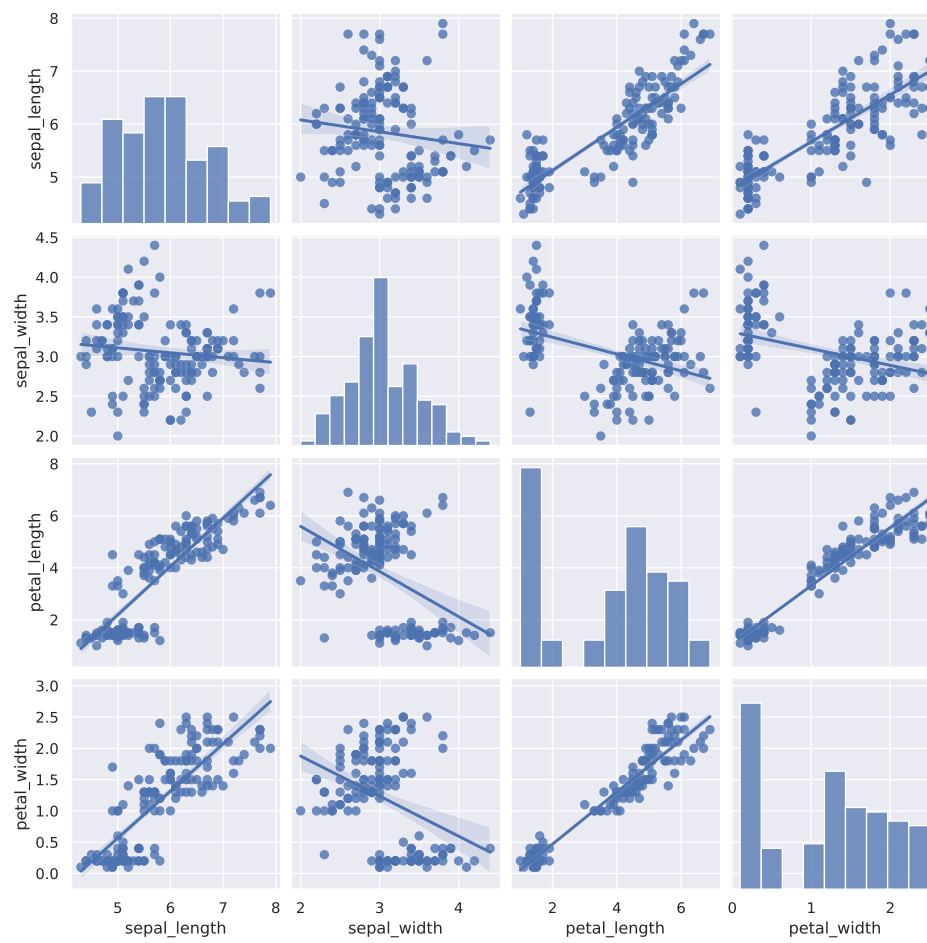 8
7
6
5
sepal_length
4.5
4.0
3.5
3.0
2.5
2.0
sepal_width
8
6
4
2
petal_length
3.0
2.5
2.0
1.5
1.0
0.5
0.0
petal_width
5 6 7 8
sepal_length
2 3 4
sepal_width
2 4 6
petal_length
0 1 2
petal_width